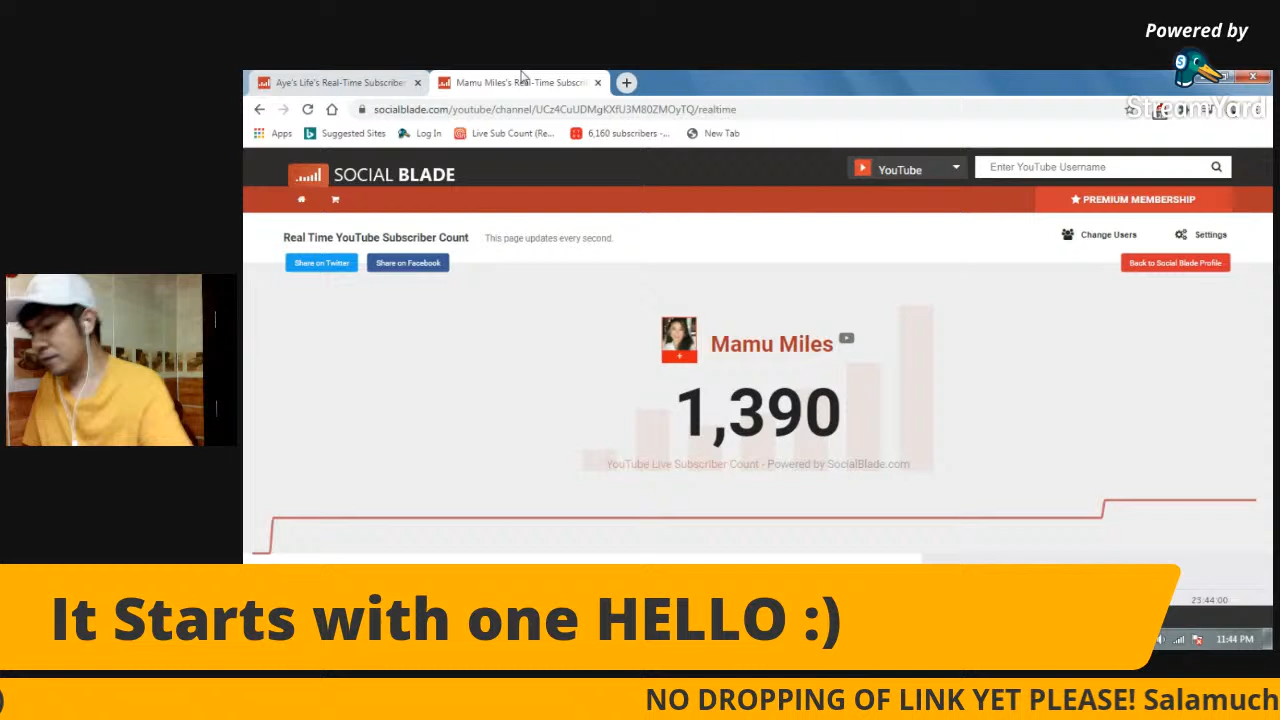 Powered by
StreamYard
Aye's Life's Real-Time Subscriber
Mamu Miles's Real-Time Subscri
socialblade.com/youtube/channel/UCz4CuUDMgKXfU3M80ZMOyTQ/realtime
Apps
Suggested Sites
Log In
Live Sub Count (Re...
6,160 subscribers -...
New Tab
SOCIAL BLADE
YouTube
Enter YouTube Username
PREMIUM MEMBERSHIP
Real Time YouTube Subscriber Count
This page updates every second.
Change Users
Settings
Share on Twitter
Share on Facebook
Back to Social Blade Profile
Mamu Miles
1,390
YouTube Live Subscriber Count - Powered by SocialBlade.com
23:44:00
11:44 PM
It Starts with one HELLO :)
) NO DROPPING OF LINK YET PLEASE! Salamuch